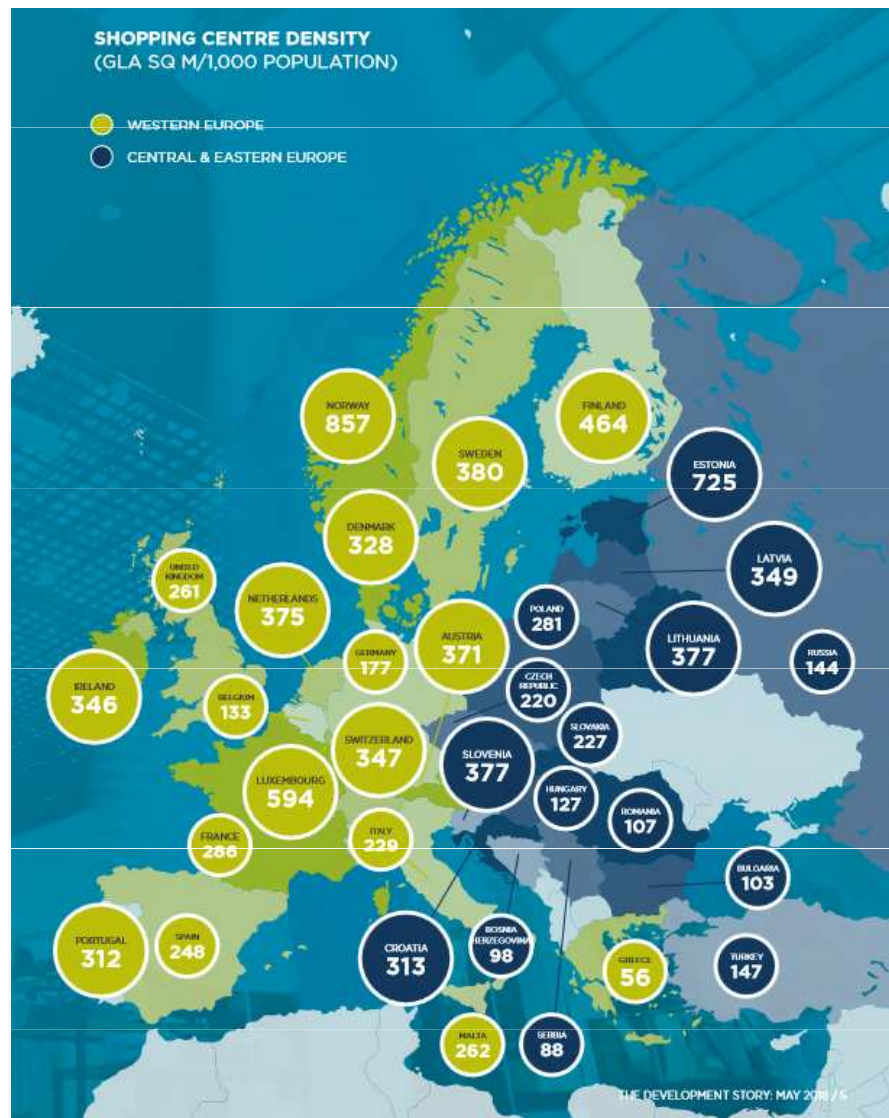 SHOPPING CENTRE DENSITY
(GLA SQ M/1,000 POPULATION)
WESTERN EUROPE
CENTRAL & EASTERN EUROPE
NORWAY
857
FINLAND
464
SWEDEN
380
ESTONIA
725
DENMARK
328
LATVIA
349
UNITED
KINGDOM
261
NETHERLANDS
375
POLAND
281
AUSTRIA
371
LITHUANIA
377
GERMANY
177
RUSSIA
144
IRELAND
346
BELGIUM
133
CZECH
REPUBLIC
220
SLOVAKIA
227
SWITZERLAND
347
SLOVENIA
377
LUXEMBOURG
594
HUNGARY
127
ROMANIA
107
FRANCE
286
ITALY
229
BULGARIA
103
PORTUGAL
312
SPAIN
248
CROATIA
313
BOSNIA
HERZEGOVINA
98
GREECE
56
TURKEY
147
MALTA
262
SERBIA
88
THE DEVELOPMENT STORY: MAY 2018 / 5